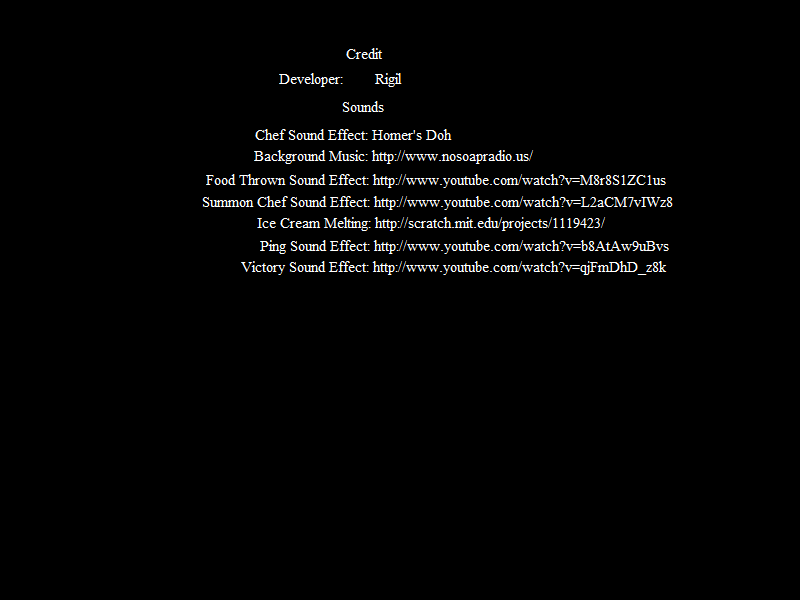 Credit
Developer: Rigil
Sounds
Chef Sound Effect: Homer's Doh
Background Music: http://www.nosoapradio.us/
Food Thrown Sound Effect: http://www.youtube.com/watch?v=M8r8S1ZC1us
Summon Chef Sound Effect: http://www.youtube.com/watch?v=L2aCM7vIWz8
Ice Cream Melting: http://scratch.mit.edu/projects/1119423/
Ping Sound Effect: http://www.youtube.com/watch?v=b8AtAw9uBvs
Victory Sound Effect: http://www.youtube.com/watch?v=qjFmDhD_z8k